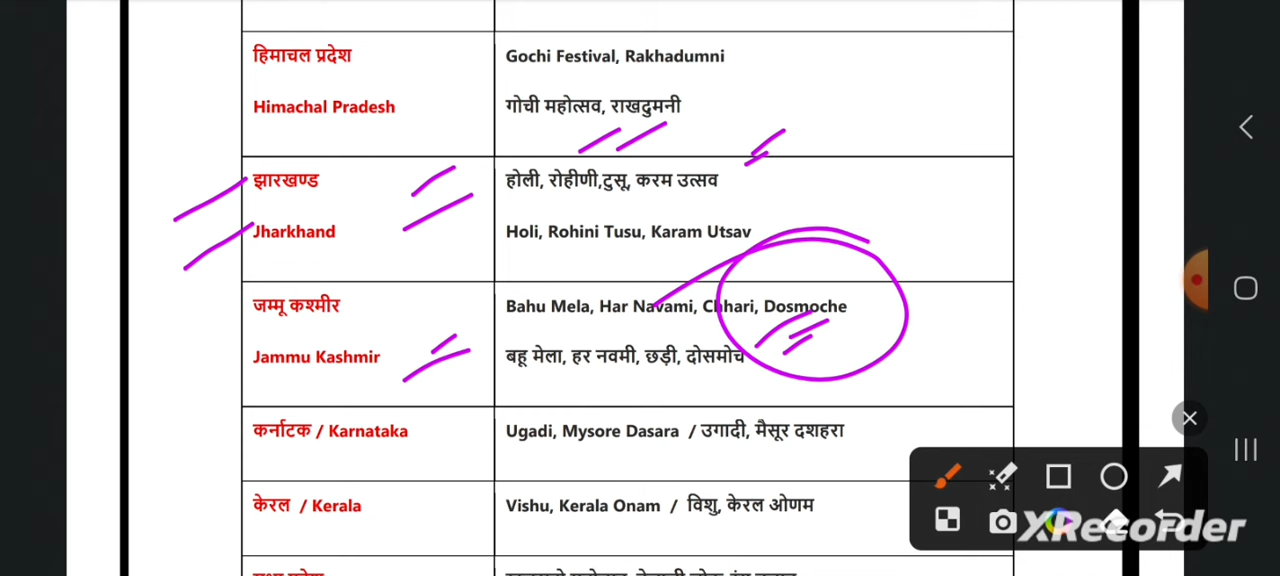 हिमाचल प्रदेश
Gochi Festival, Rakhadumni
Himachal Pradesh
गोची महोत्सव, राखदुमनी
झारखण्ड
होली, रोहीणी,टुसू, करम उत्सव
Jharkhand
Holi, Rohini Tusu, Karam Utsav
जम्मू कश्मीर
Bahu Mela, Har Navami, Chhari, Dosmoche
Jammu Kashmir
बहू मेला, हर नवमी, छड़ी, दोसमोच
कर्नाटक / Karnataka
Ugadi, Mysore Dasara / उगादी, मैसूर दशहरा
केरल / Kerala
Vishu, Kerala Onam / विशु, केरल ओणम
XRecorder